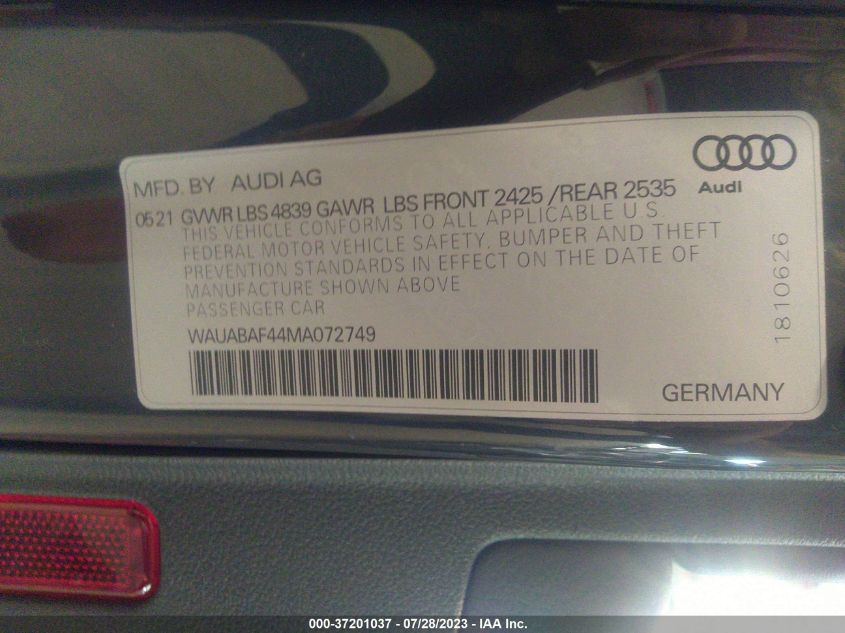 MFD. BY AUDI AG
Audi
0521 GVWR LBS 4839 GAWR LBS FRONT 2425 /REAR 2535
THIS VEHICLE CONFORMS TO ALL APPLICABLE U.S.
FEDERAL MOTOR VEHICLE SAFETY, BUMPER AND THEFT
PREVENTION STANDARDS IN EFFECT ON THE DATE OF
MANUFACTURE SHOWN ABOVE
PASSENGER CAR
WAUABAF44MA072749
GERMANY
1810626
000-37201037 - 07/28/2023 - IAA Inc.